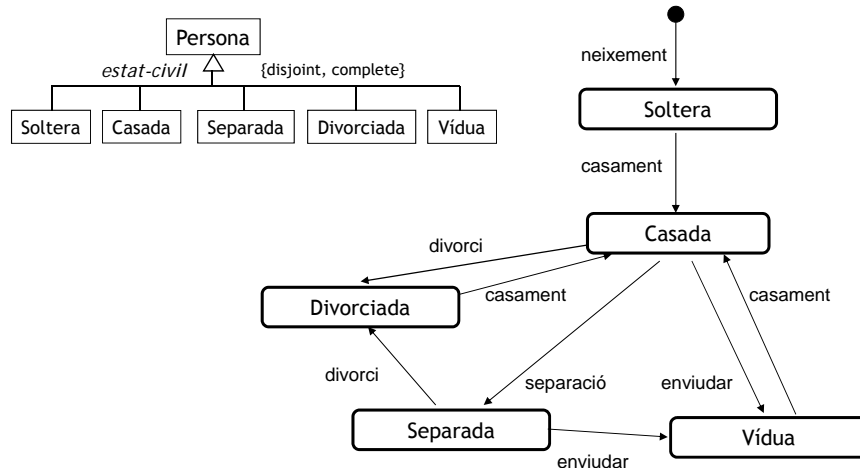 Persona
estat-civil {disjoint, complete}
Soltera Casada Separada Divorciada Vídua
neixement
Soltera
casament
Casada
divorci
Divorciada
casament
casament
divorci
separació
enviudar
Separada
Vídua
enviudar